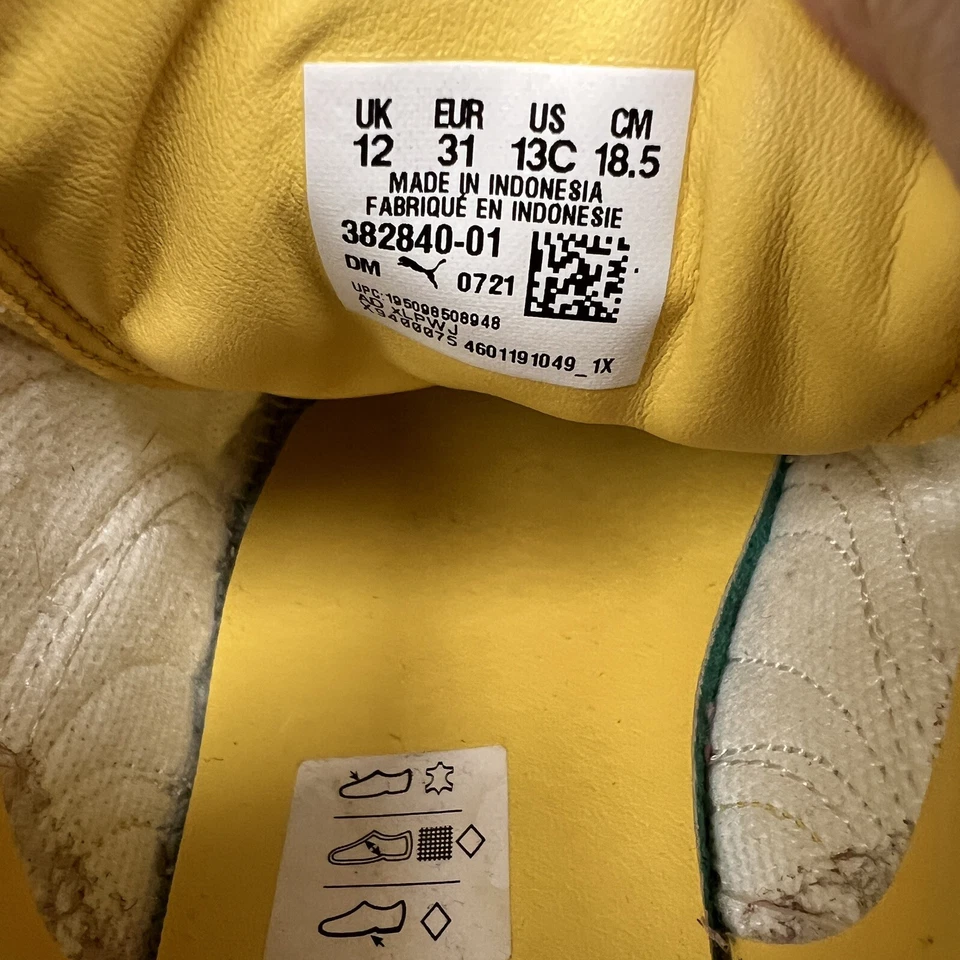 UK EUR US CM
12 31 13C 18.5
MADE IN INDONESIA
FABRIQUÉ EN INDONESIE
382840-01
DM 0721
UPC:195098508948
AD XLPWJ
X9400075 4601191049_1X